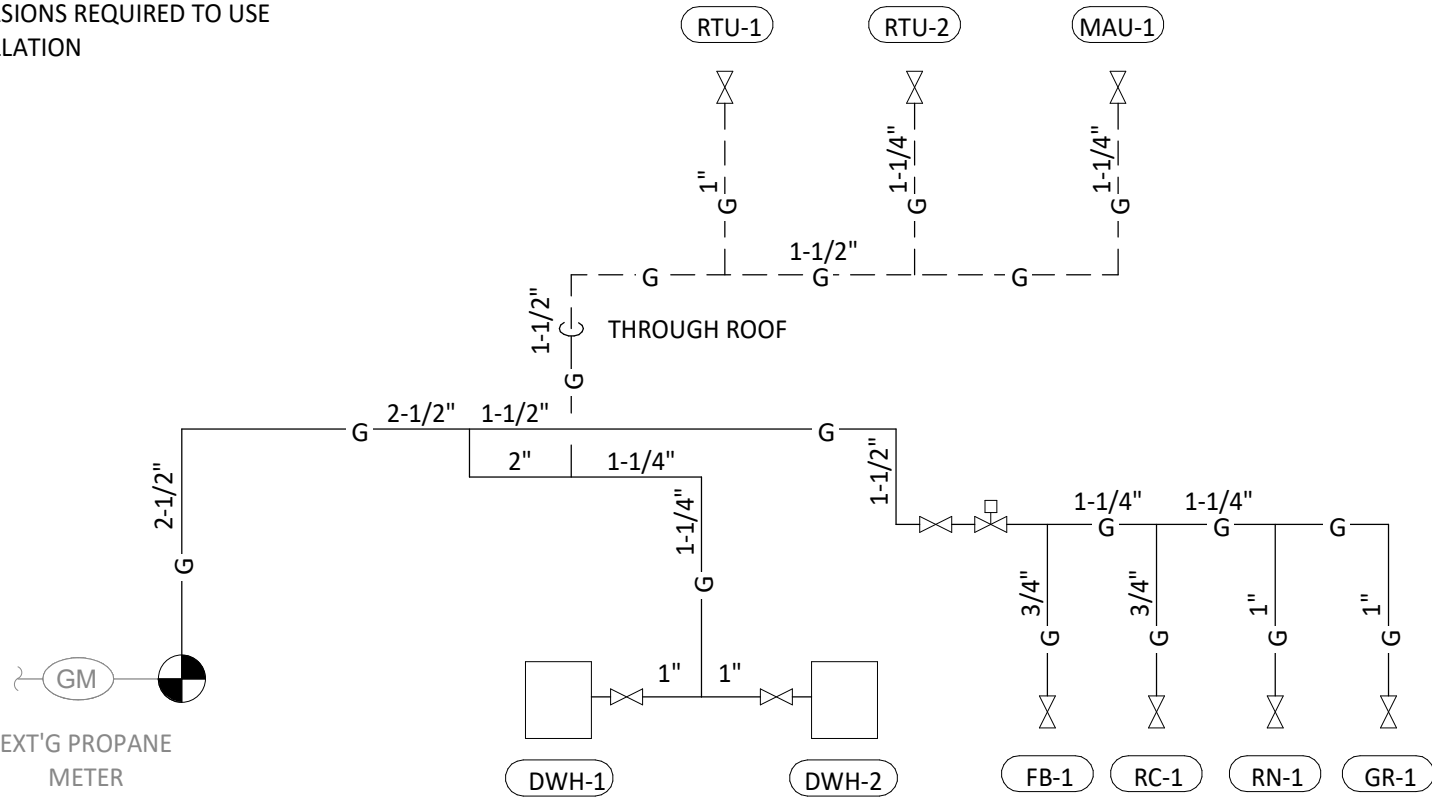 SIONS REQUIRED TO USE
LATION
RTU-1
RTU-2
MAU-1
1"
1-1/4"
1-1/4"
G
G
G
1-1/2"
G
G
G
1-1/2"
THROUGH ROOF
G
2-1/2"
1-1/2"
G
G
2"
1-1/4"
2-1/2"
1-1/2"
1-1/4"
1-1/4"
1-1/4"
G
G
G
G
G
3/4"
3/4"
1"
1"
G
G
G
G
GM
1"
1"
EXT'G PROPANE
METER
DWH-1
DWH-2
FB-1
RC-1
RN-1
GR-1